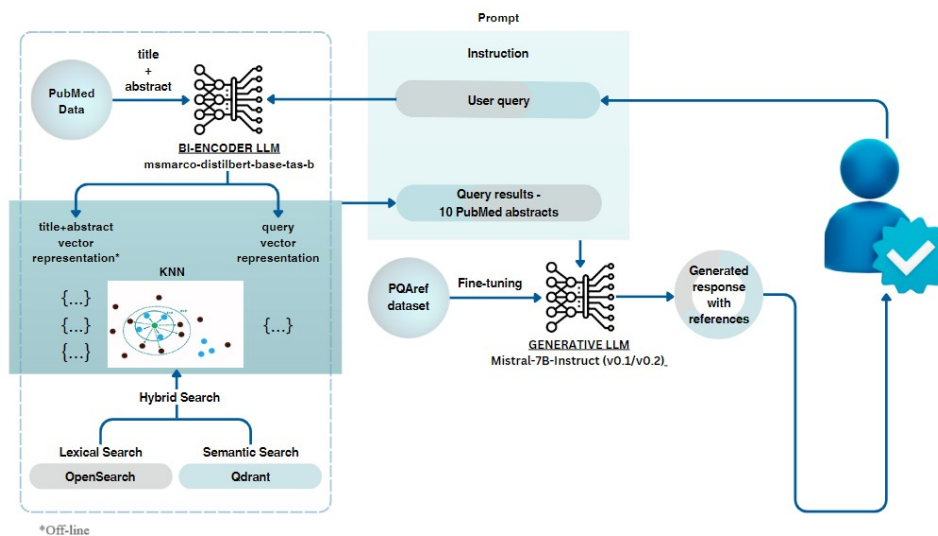 Prompt
title
+
abstract
PubMed
Data
BI-ENCODER LLM
msmarco-distilbert-base-tas-b
Instruction
User query
Query results -
10 PubMed abstracts
title+abstract
vector
representation*
query
vector
representation
KNN
{...}
{...}
{...}
{...}
Hybrid Search
Lexical Search
OpenSearch
Semantic Search
Qdrant
PQAref
dataset
Fine-tuning
GENERATIVE LLM
Mistral-7B-Instruct (v0.1/v0.2)_
Generated
response
with
references
*Off-line